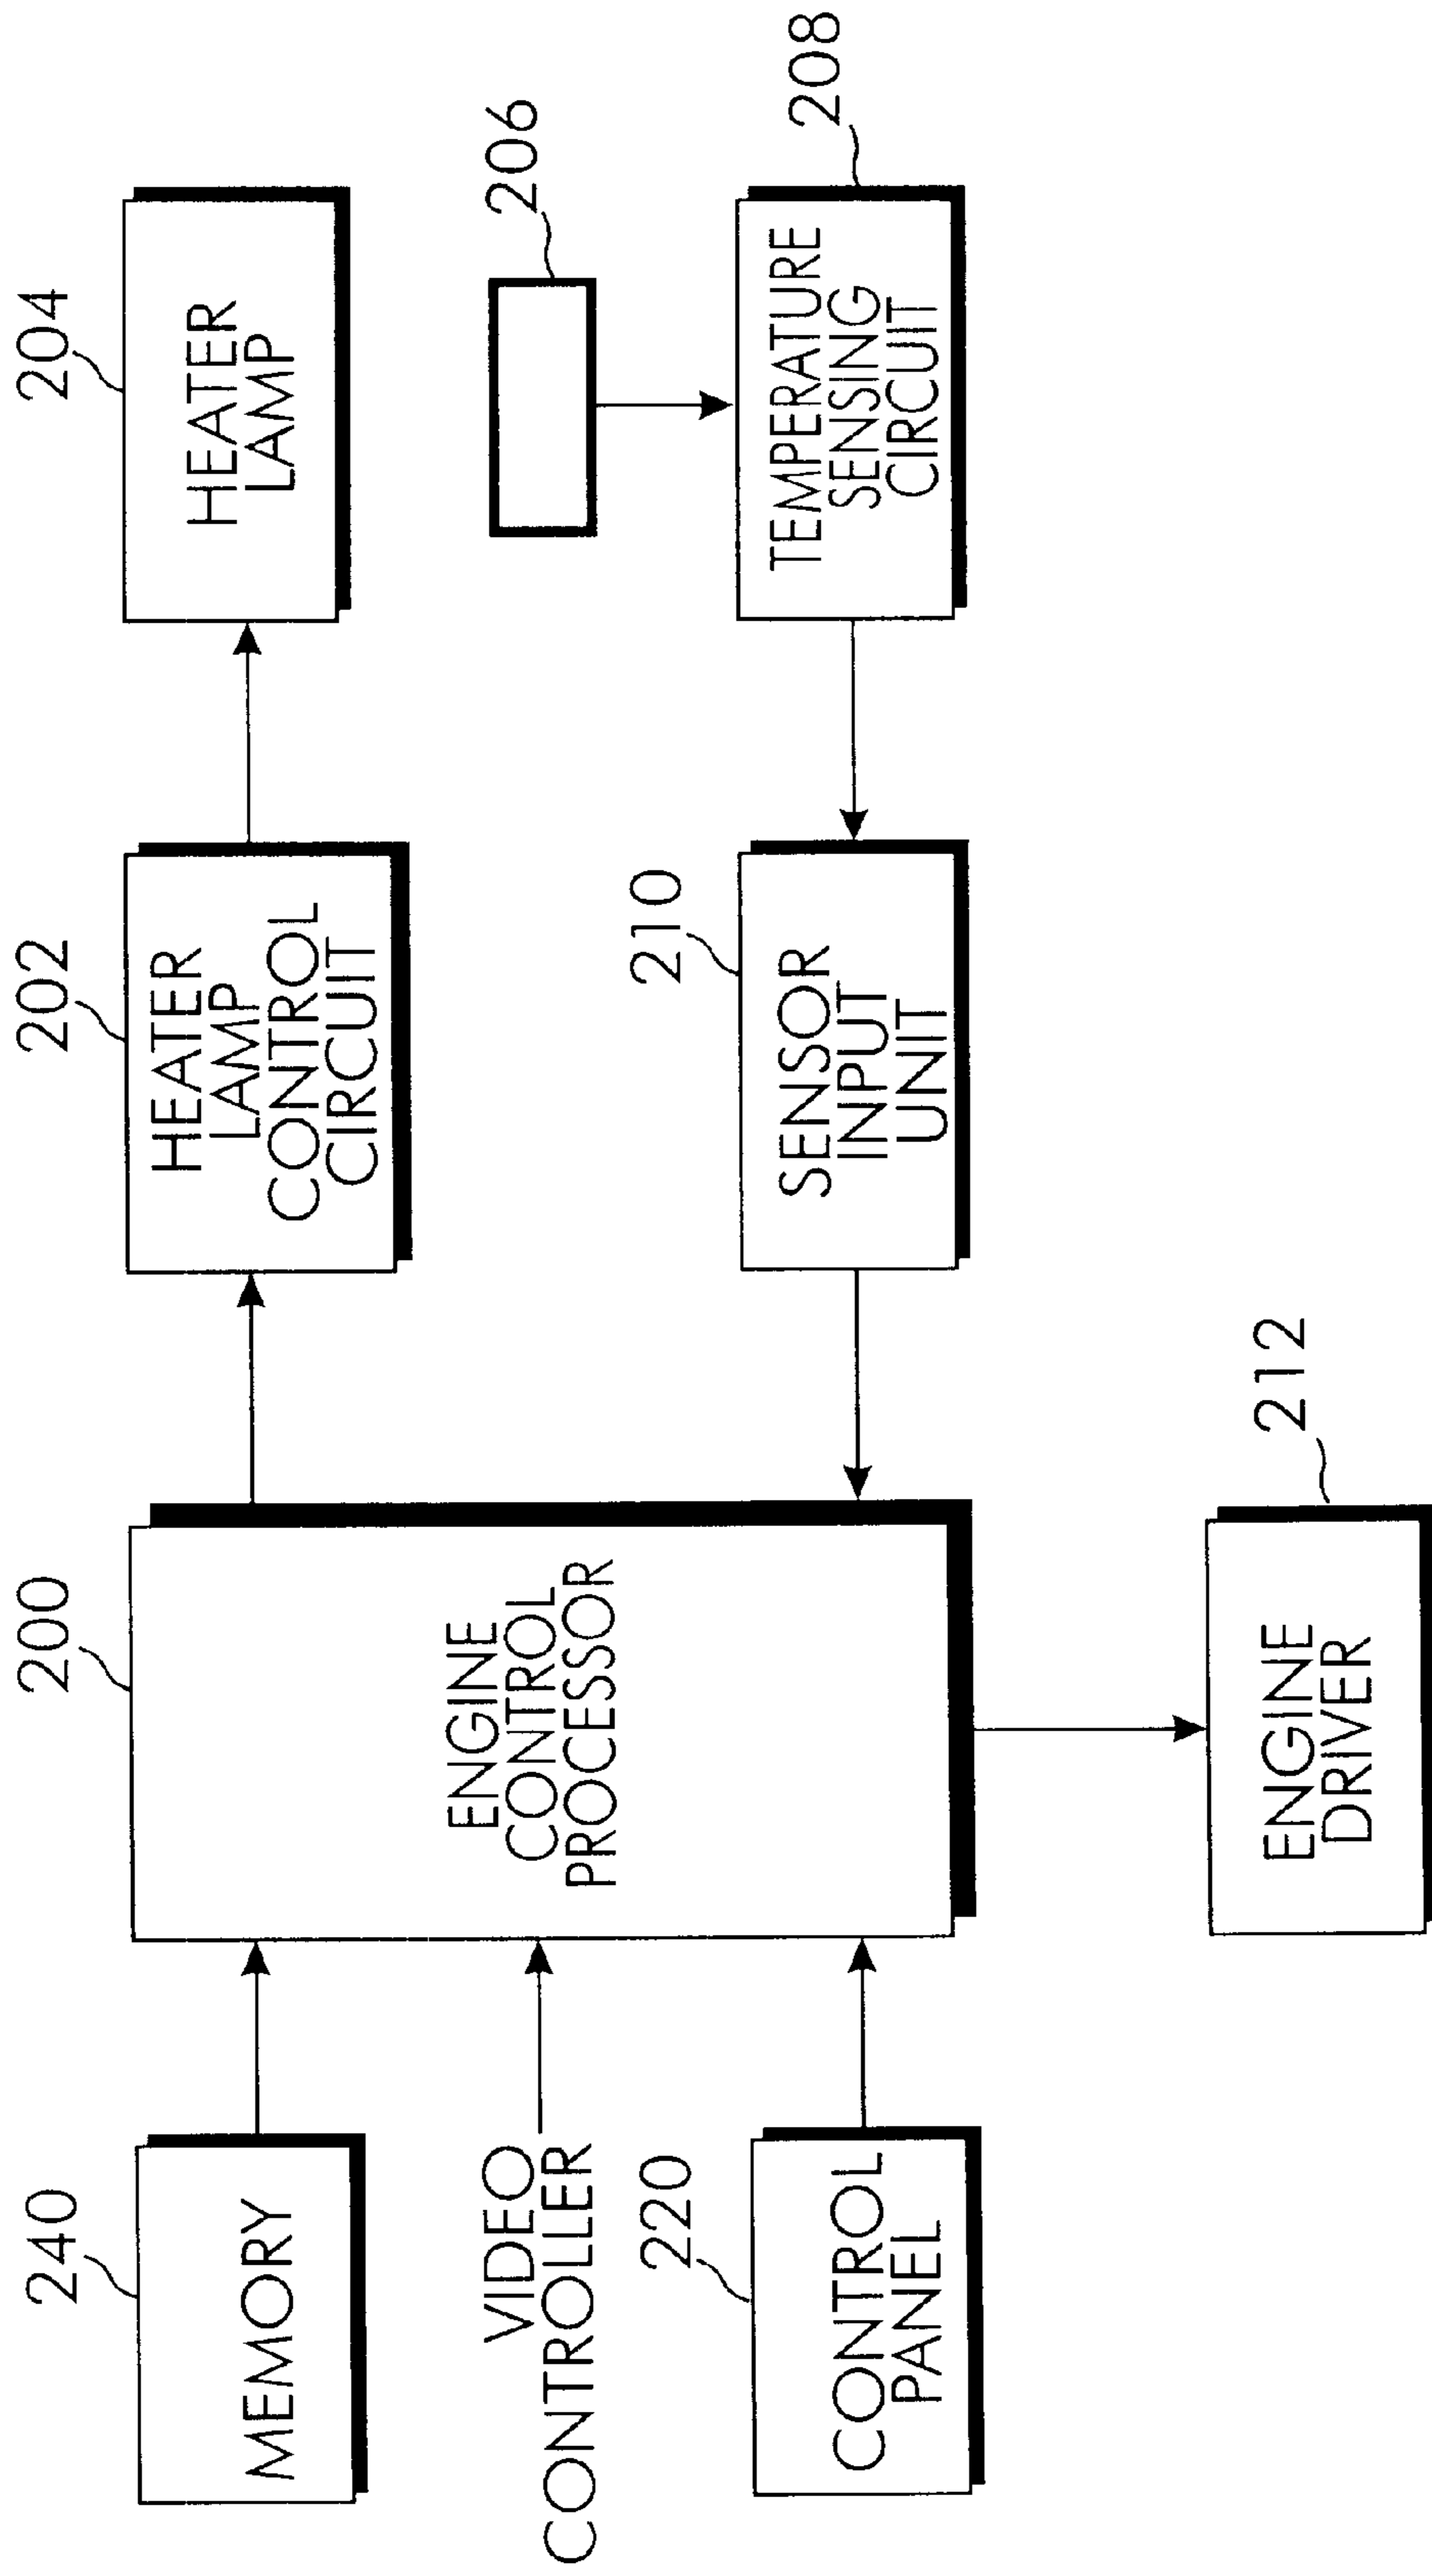 240
MEMORY
VIDEO
CONTROLLER
220
CONTROL
PANEL
200
ENGINE
CONTROL
PROCESSOR
212
ENGINE
DRIVER
202
HEATER
LAMP
CONTROL
CIRCUIT
210
SENSOR
INPUT
UNIT
204
HEATER
LAMP
206
208
TEMPERATURE
SENSING
CIRCUIT